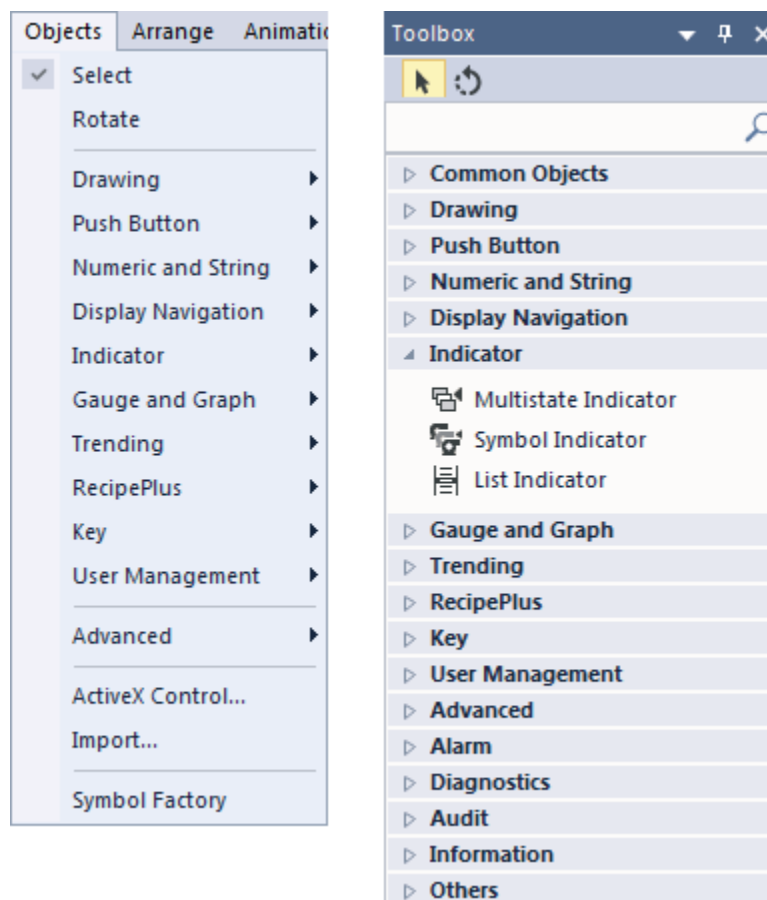 Objects Arrange Animatic
Select
Rotate
Drawing
Push Button
Numeric and String
Display Navigation
Indicator
Gauge and Graph
Trending
RecipePlus
Key
User Management
Advanced
ActiveX Control...
Import...
Symbol Factory
Toolbox
Common Objects
Drawing
Push Button
Numeric and String
Display Navigation
Indicator
Multistate Indicator
Symbol Indicator
List Indicator
Gauge and Graph
Trending
RecipePlus
Key
User Management
Advanced
Alarm
Diagnostics
Audit
Information
Others